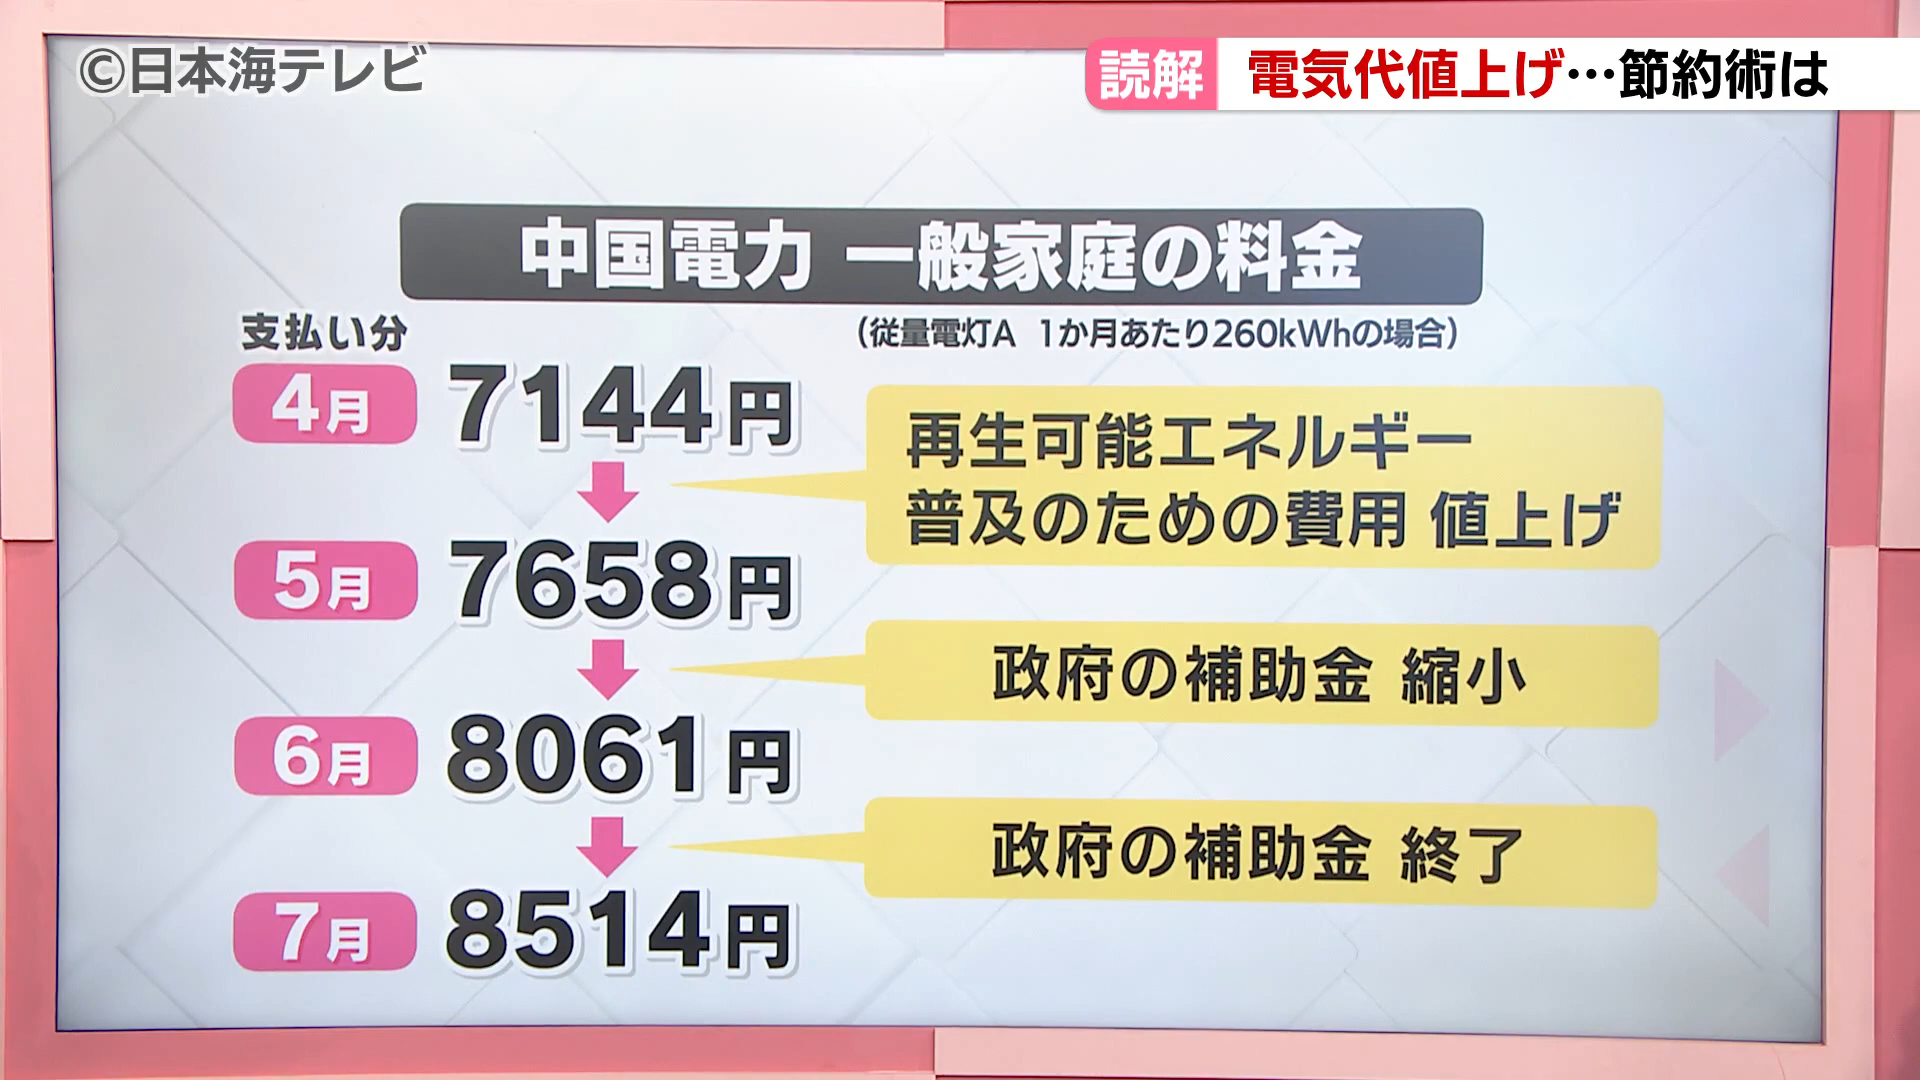 ©日本海テレビ
読解 電気代値上げ…節約術は
中国電力 一般家庭の料金
支払い分
(従量電灯A 1か月あたり260kWhの場合)
4月 7144円
再生可能エネルギー
普及のための費用 値上げ
5月 7658円
政府の補助金 縮小
6月 8061円
政府の補助金 終了
7月 8514円